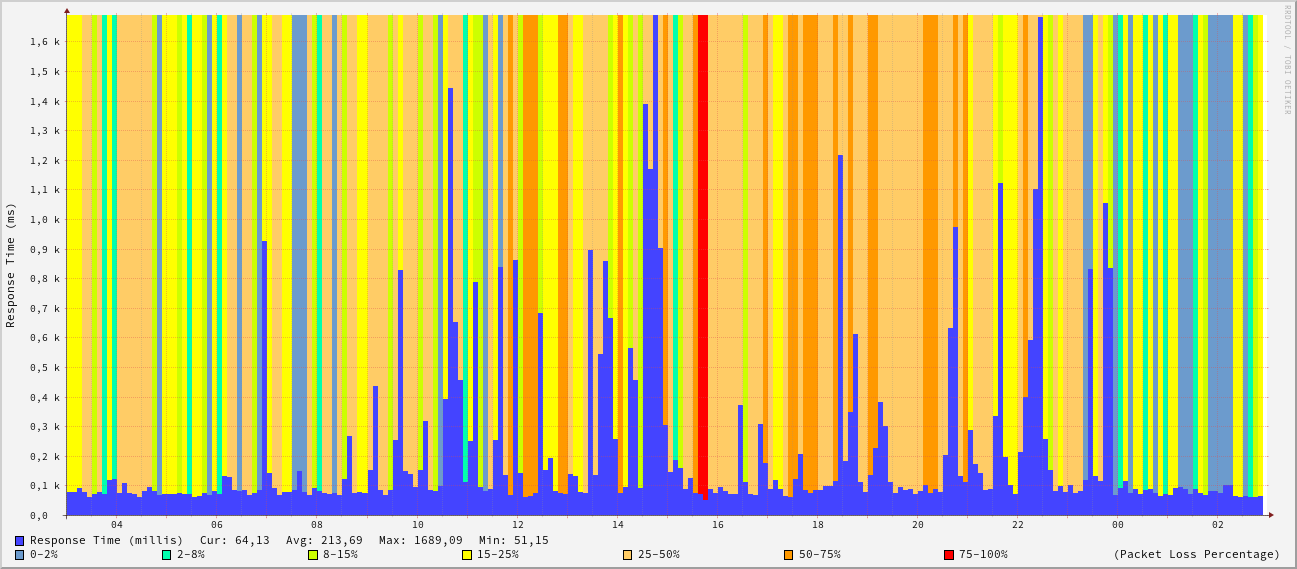 RRDTOOL / TOBI OETIKER
Response Time (ms)
1,6 k
1,5 k
1,4 k
1,3 k
1,2 k
1,1 k
1,0 k
0,9 k
0,8 k
0,7 k
0,6 k
0,5 k
0,4 k
0,3 k
0,2 k
0,1 k
0,0
04 06 08 10 12 14 16 18 20 22 00 02
Response Time (millis) Cur: 64,13 Avg: 213,69 Max: 1689,09 Min: 51,15
0-2% 2-8% 8-15% 15-25% 25-50% 50-75% 75-100% (Packet Loss Percentage)